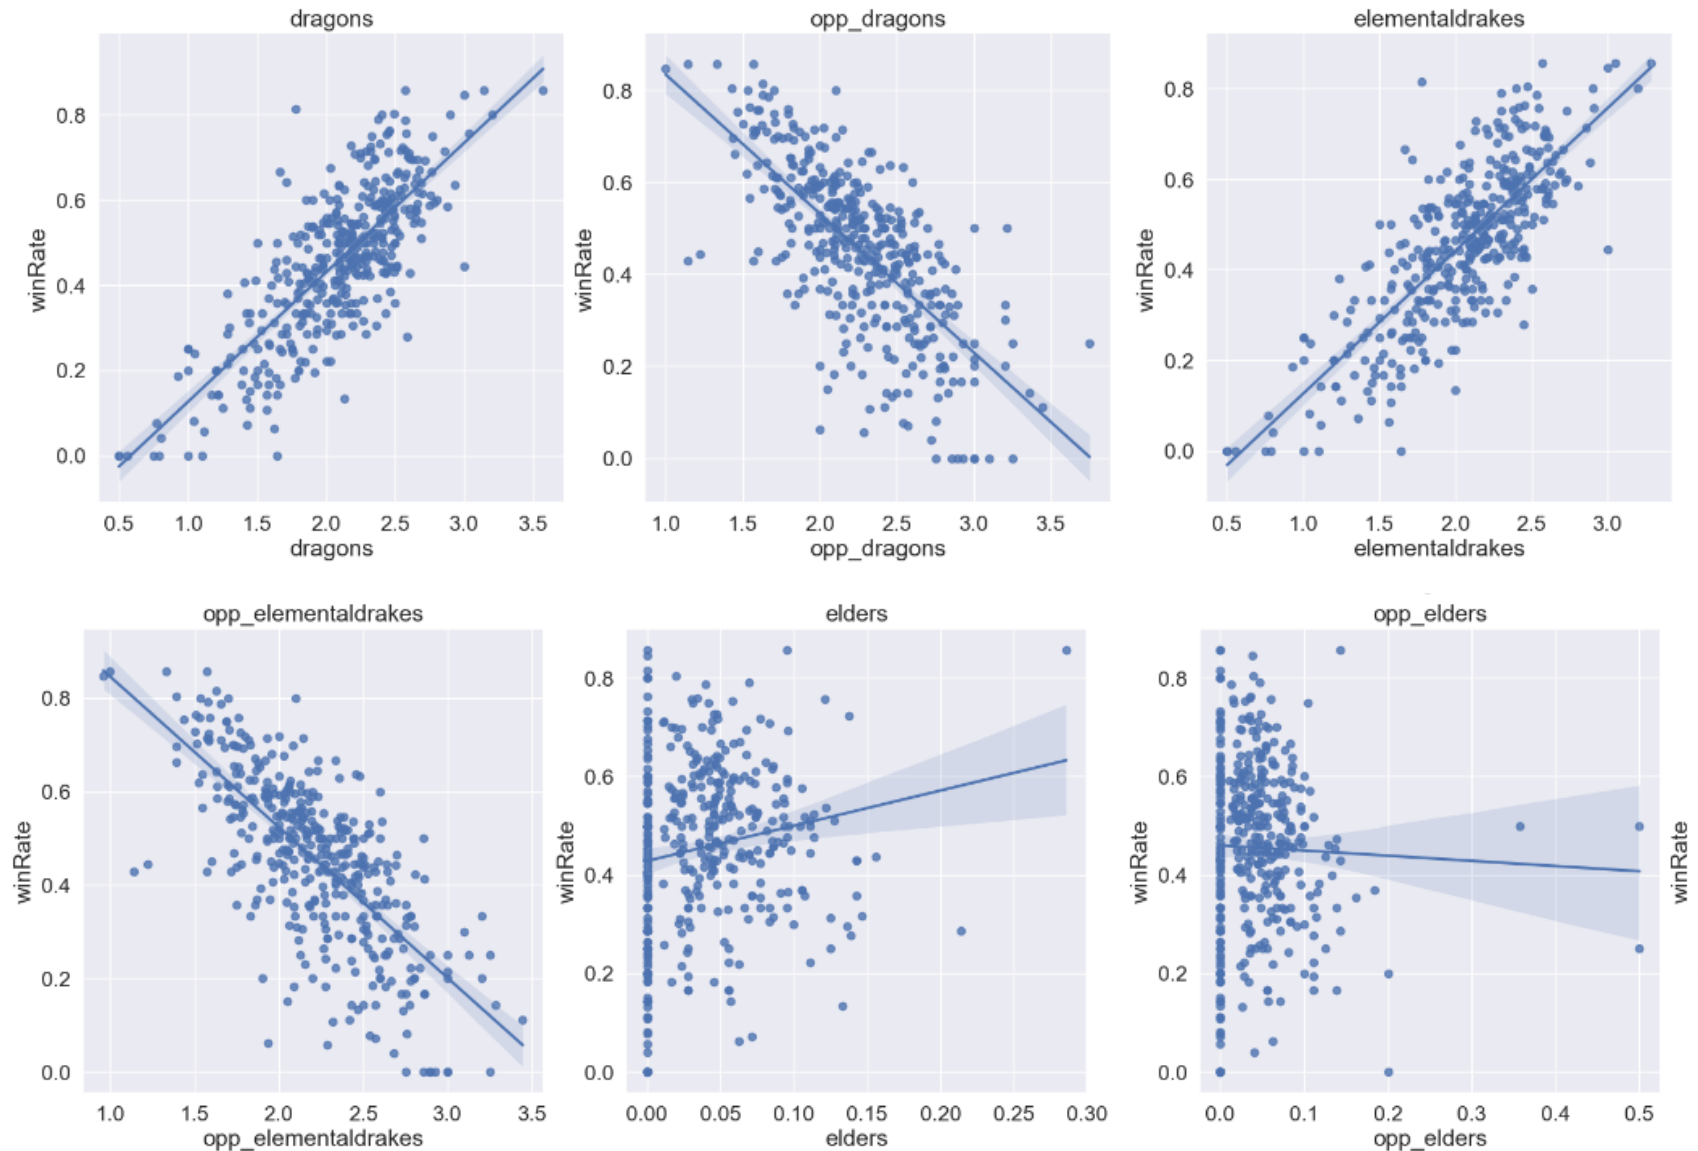 dragons
opp_dragons
elementaldrakes
winRate
0.8
0.6
0.4
0.2
0.0
winRate
0.8
0.6
0.4
0.2
0.0
winRate
0.8
0.6
0.4
0.2
0.0
0.5 1.0 1.5 2.0 2.5 3.0 3.5
1.0 1.5 2.0 2.5 3.0 3.5
0.5 1.0 1.5 2.0 2.5 3.0
dragons
opp_dragons
elementaldrakes
opp_elementaldrakes
elders
opp_elders
winRate
0.8
0.6
0.4
0.2
0.0
winRate
0.8
0.6
0.4
0.2
0.0
winRate
0.8
0.6
0.4
0.2
0.0
winRate
1.0 1.5 2.0 2.5 3.0 3.5
0.00 0.05 0.10 0.15 0.20 0.25 0.30
0.0 0.1 0.2 0.3 0.4 0.5
opp_elementaldrakes
elders
opp_elders